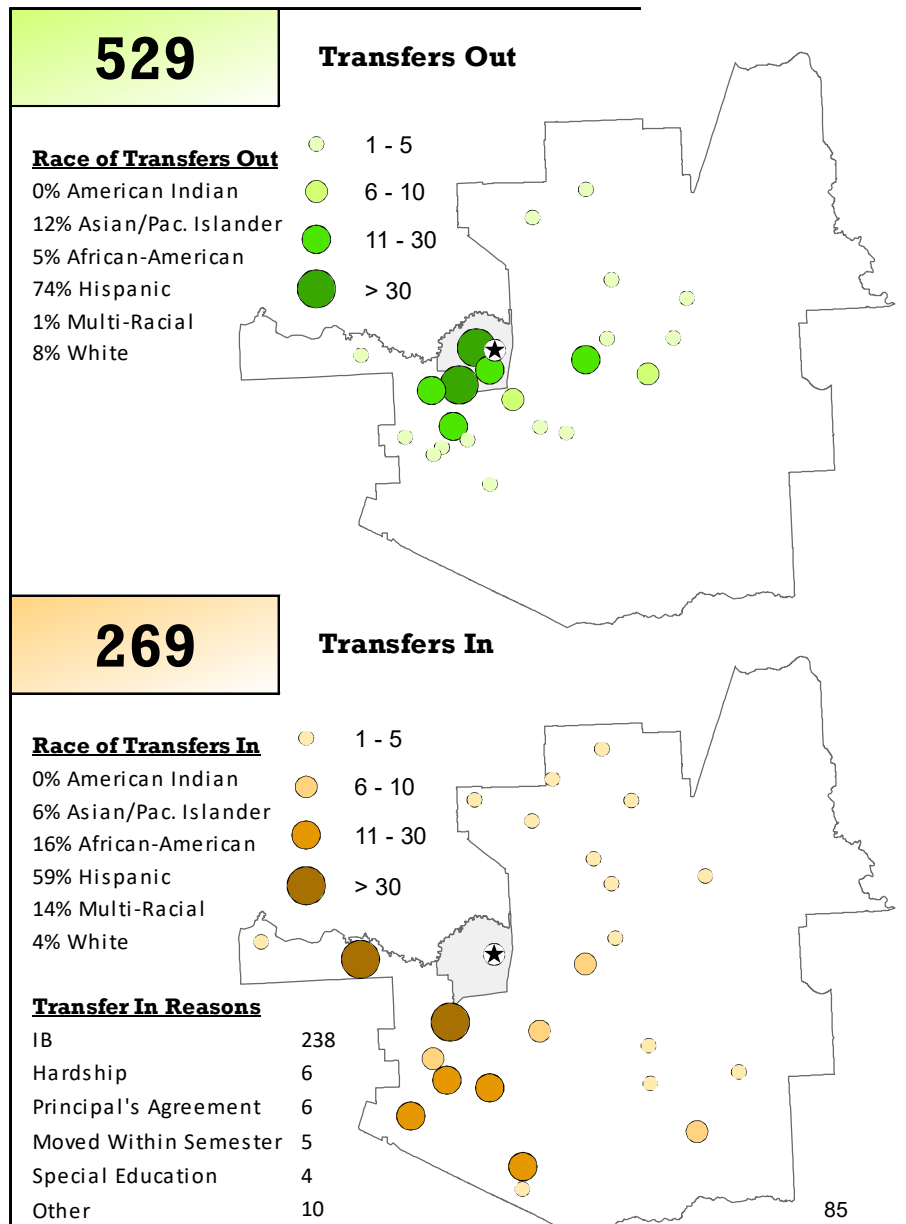 529
Transfers Out
Race of Transfers Out
0% American Indian
12% Asian/Pac. Islander
5% African-American
74% Hispanic
1% Multi-Racial
8% White
1 - 5
6 - 10
11 - 30
> 30
269
Transfers In
Race of Transfers In
0% American Indian
6% Asian/Pac. Islander
16% African-American
59% Hispanic
14% Multi-Racial
4% White
1 - 5
6 - 10
11 - 30
> 30
Transfer In Reasons
IB 238
Hardship 6
Principal's Agreement 6
Moved Within Semester 5
Special Education 4
Other 10
85